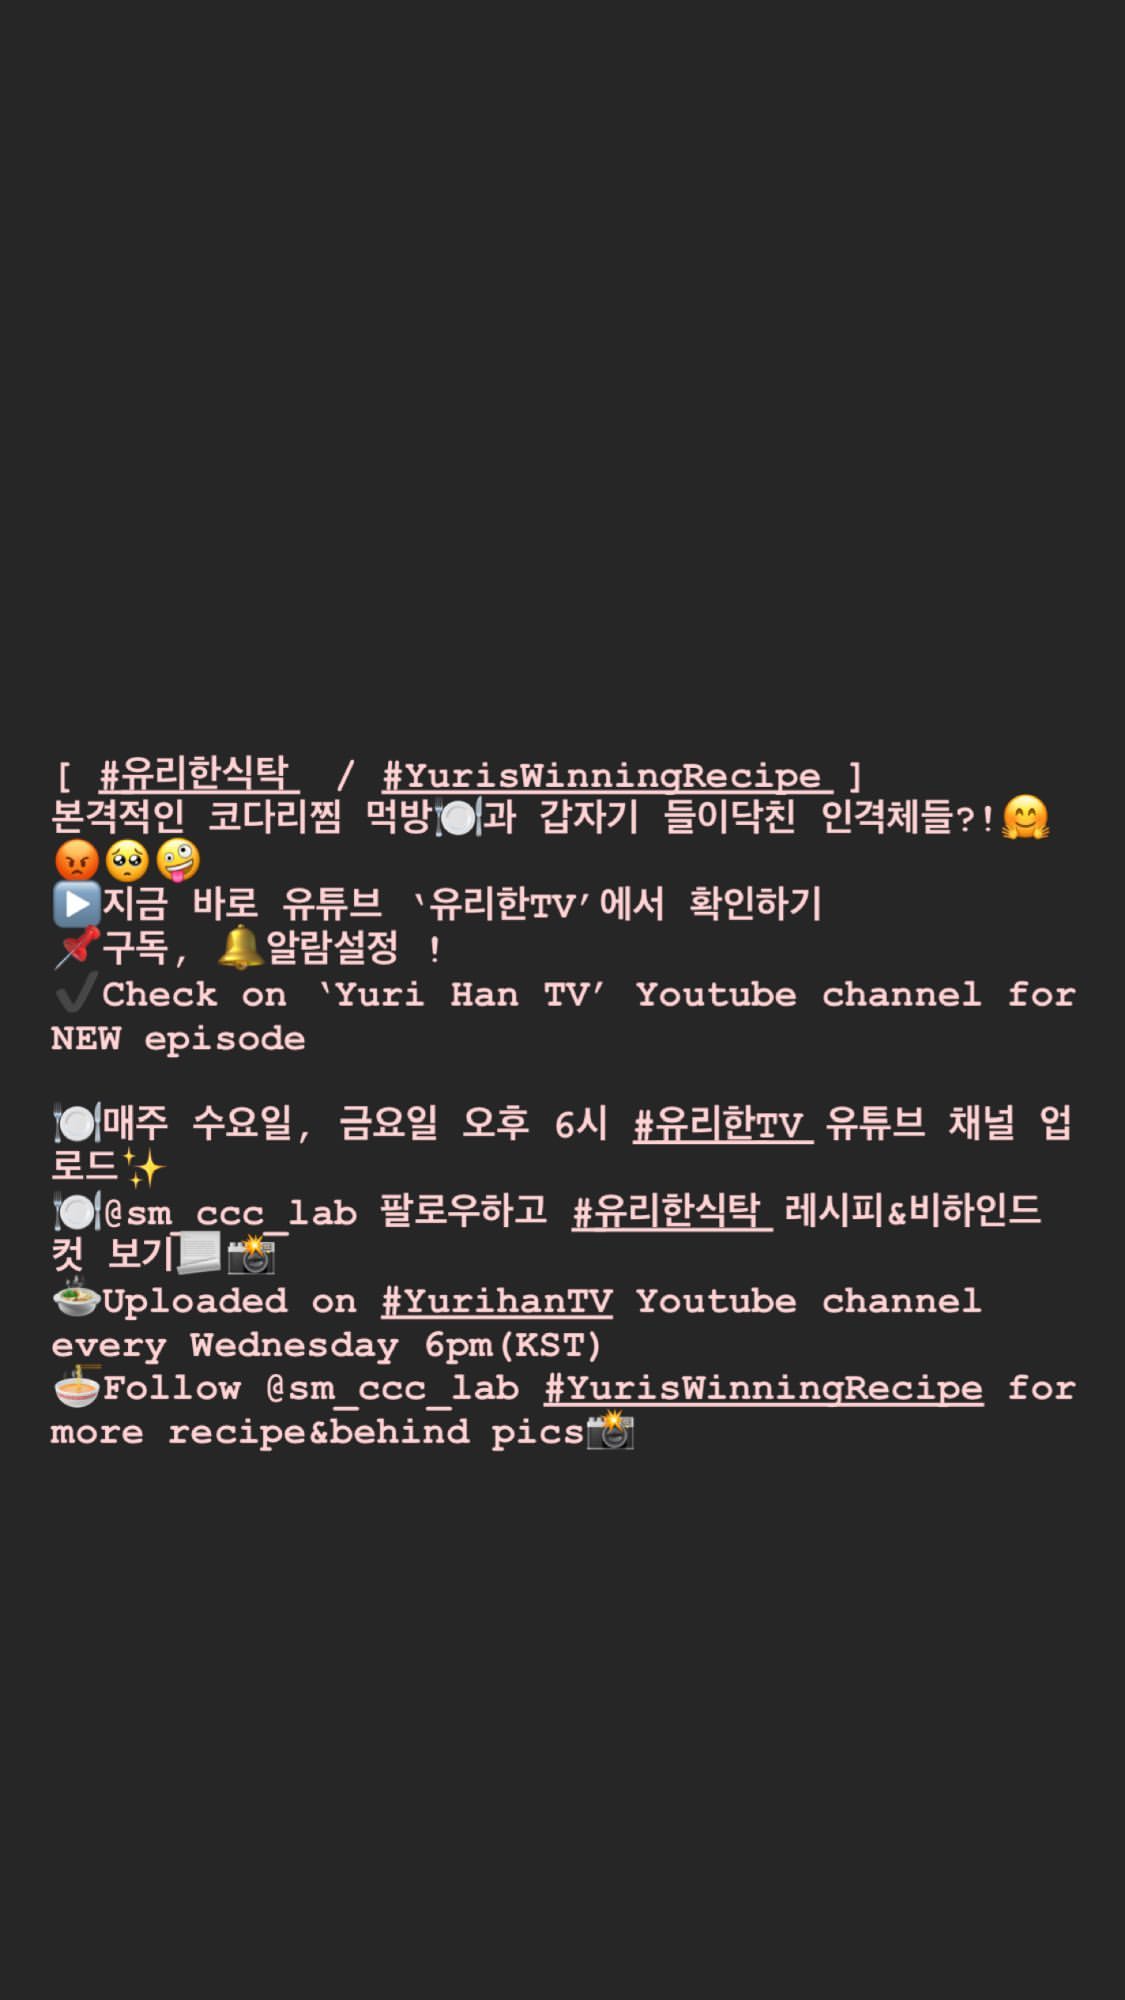 [ #유리한식탁 / #YurisWinningRecipe ]
본격적인 코다리찜 먹방🍽과 갑자기 들이닥친 인격체들?!🤗
😡🥺🤪
▶️지금 바로 유튜브 ‘유리한TV’에서 확인하기
📌구독, 🔔알람설정 !
✔️Check on ‘Yuri Han TV’ Youtube channel for
NEW episode

🍽매주 수요일, 금요일 오후 6시 #유리한TV 유튜브 채널 업
로드✨
🍽@sm_ccc_lab 팔로우하고 #유리한식탁 레시피&비하인드
컷 보기📃📸
🍲Uploaded on #YurihanTV Youtube channel
every Wednesday 6pm(KST)
🍜Follow @sm_ccc_lab #YurisWinningRecipe for
more recipe&behind pics📸